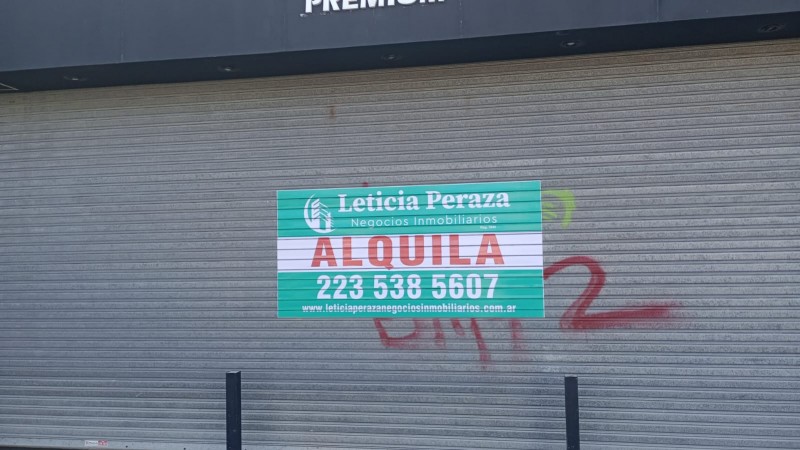 PREMIUM
Leticia Peraza
Negocios Inmobiliarios
ALQUILA
223 538 5607
www.leticiaperazanegociosinmobiliarios.com.ar